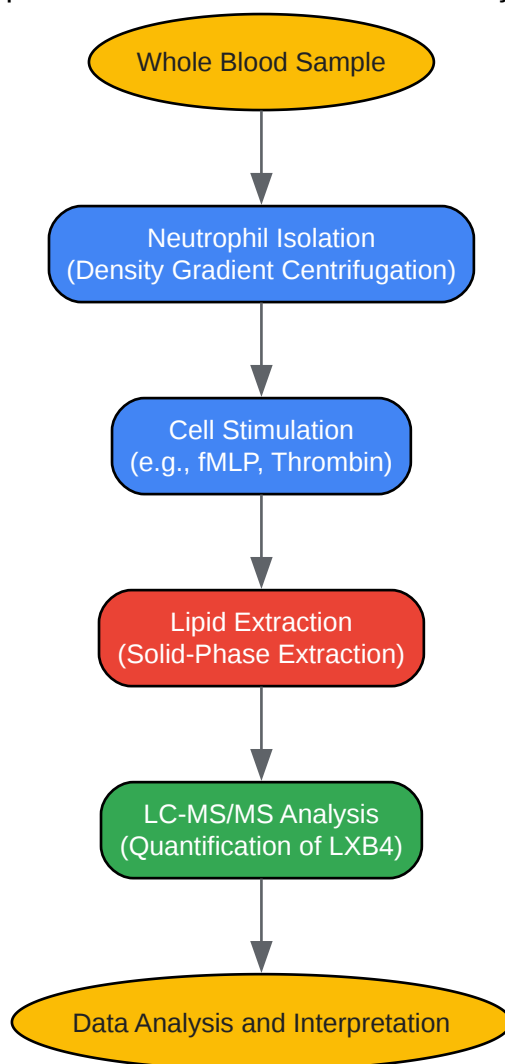 Whole Blood Sample
Neutrophil Isolation
(Density Gradient Centrifugation)
Cell Stimulation
(e.g., fMLP, Thrombin)
Lipid Extraction
(Solid-Phase Extraction)
LC-MS/MS Analysis
(Quantification of LXB4)
Data Analysis and Interpretation